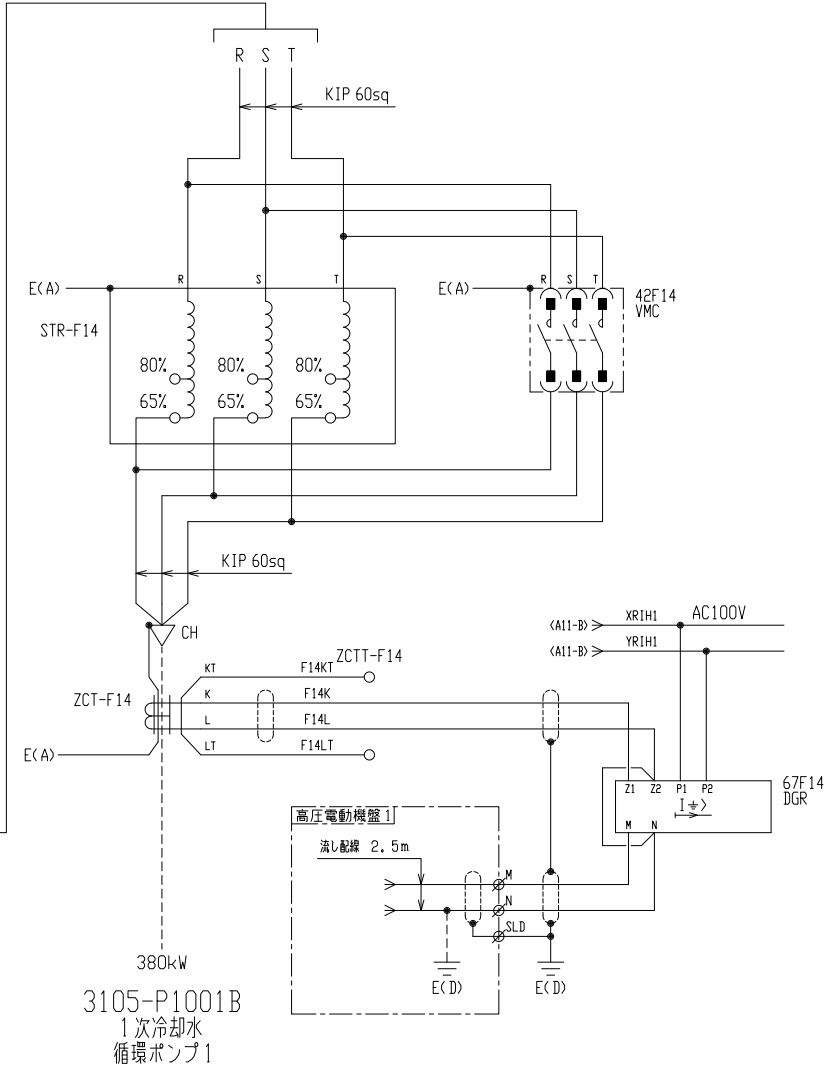 R S T
KIP 60sq
R S T
R S T
E(A)
E(A)
42F14
VMC
STR-F14
80% 80% 80%
65% 65% 65%
KIP 60sq
CH
<A11-B> XRIH1 AC100V
<A11-B> YRIH1
KT F14KT ZCTT-F14
ZCT-F14
K F14K
L F14L
LT F14LT
E(A)
Z1 Z2 P1 P2
67F14
DGR
I >
M N
高圧電動機盤1
流し配線 2.5m
M
N
SLD
E(D) E(D)
380kW
3105-P1001B
1次冷却水
循環ポンプ1